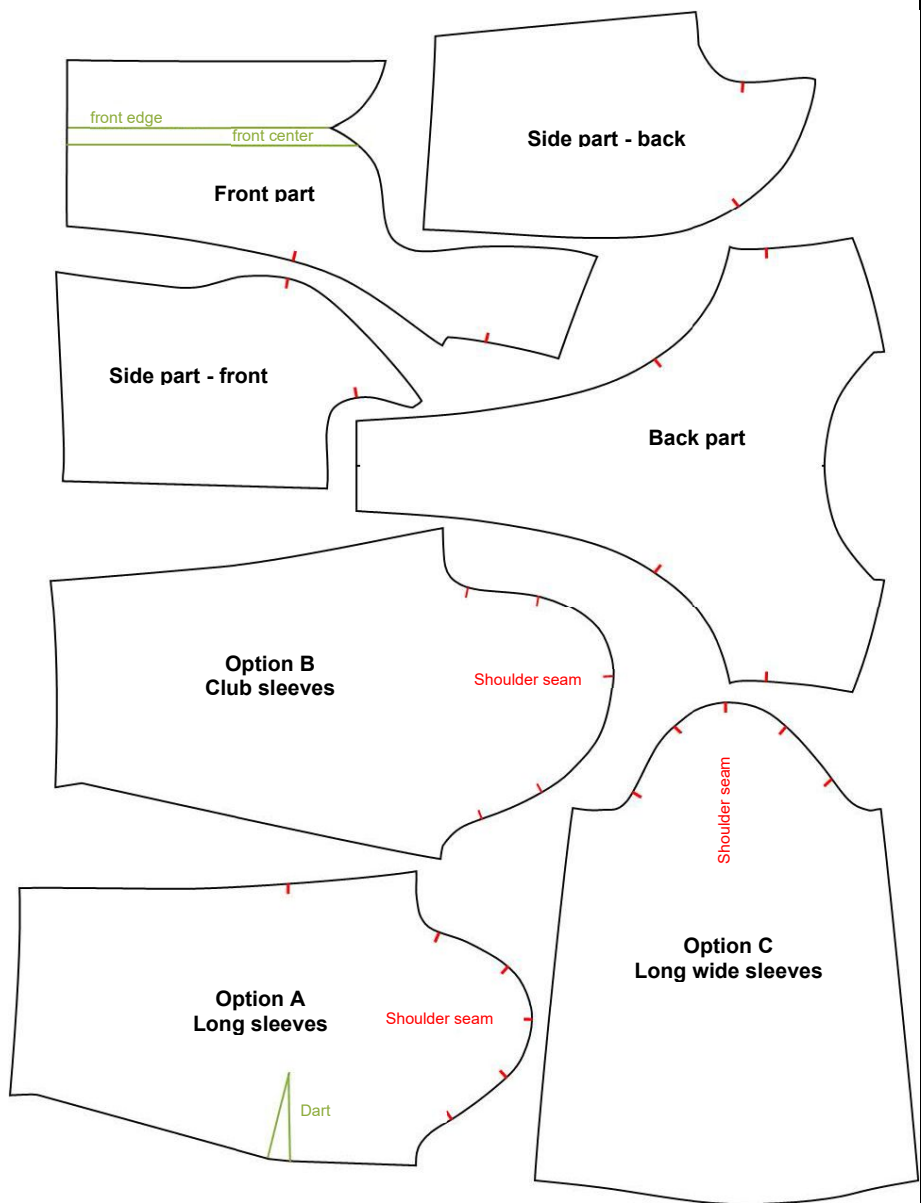 front edge
front center
Front part
Side part - back
Side part - front
Back part
Option B
Club sleeves
Shoulder seam
Shoulder seam
Option C
Long wide sleeves
Option A
Long sleeves
Shoulder seam
Dart